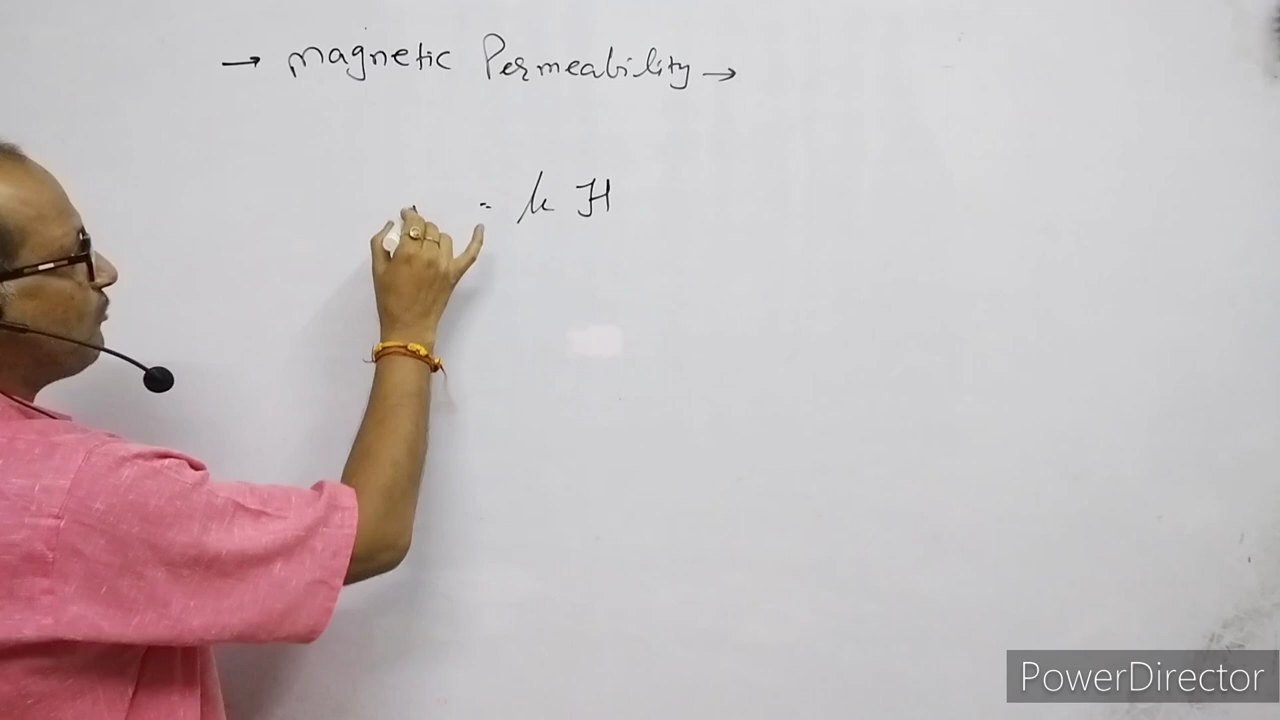 → Magnetic Permeability →
= μ H
PowerDirector